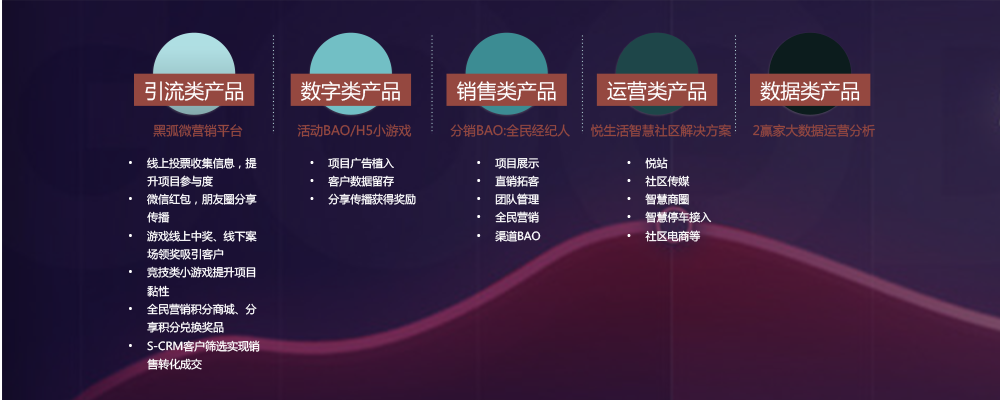 引流类产品
黑弧微营销平台
• 线上投票收集信息，提
升项目参与度
• 微信红包，朋友圈分享
传播
• 游戏线上中奖、线下案
场领奖吸引客户
• 竞技类小游戏提升项目
黏性
• 全民营销积分商城、分
享积分兑换奖品
• S-CRM客户筛选实现销
售转化成交
数字类产品
活动BAO/H5小游戏
• 项目广告植入
• 客户数据留存
• 分享传播获得奖励
销售类产品
分销BAO:全民经纪人
• 项目展示
• 直销拓客
• 团队管理
• 全民营销
• 渠道BAO
运营类产品
悦生活智慧社区解决方案
• 悦站
• 社区传媒
• 智慧商圈
• 智慧停车接入
• 社区电商等
数据类产品
2赢家大数据运营分析